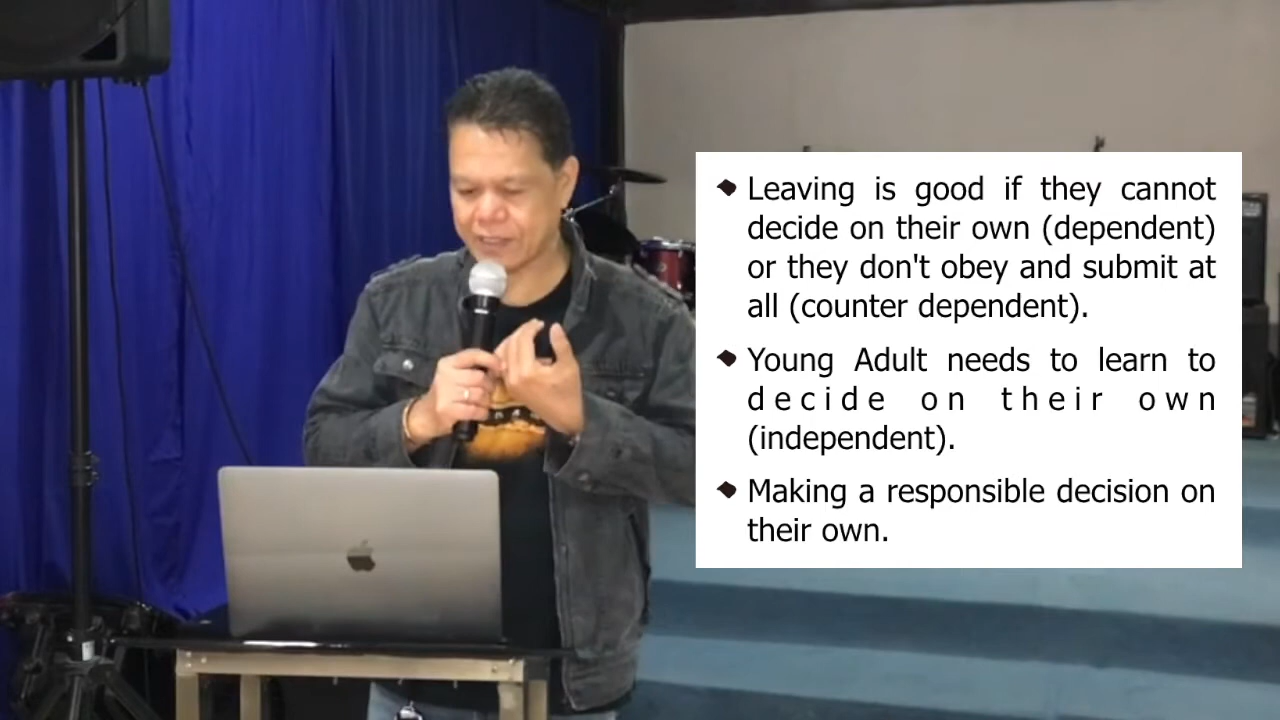 Leaving is good if they cannot
decide on their own (dependent)
or they don't obey and submit at
all (counter dependent).
Young Adult needs to learn to
decide on their own
(independent).
Making a responsible decision on
their own.